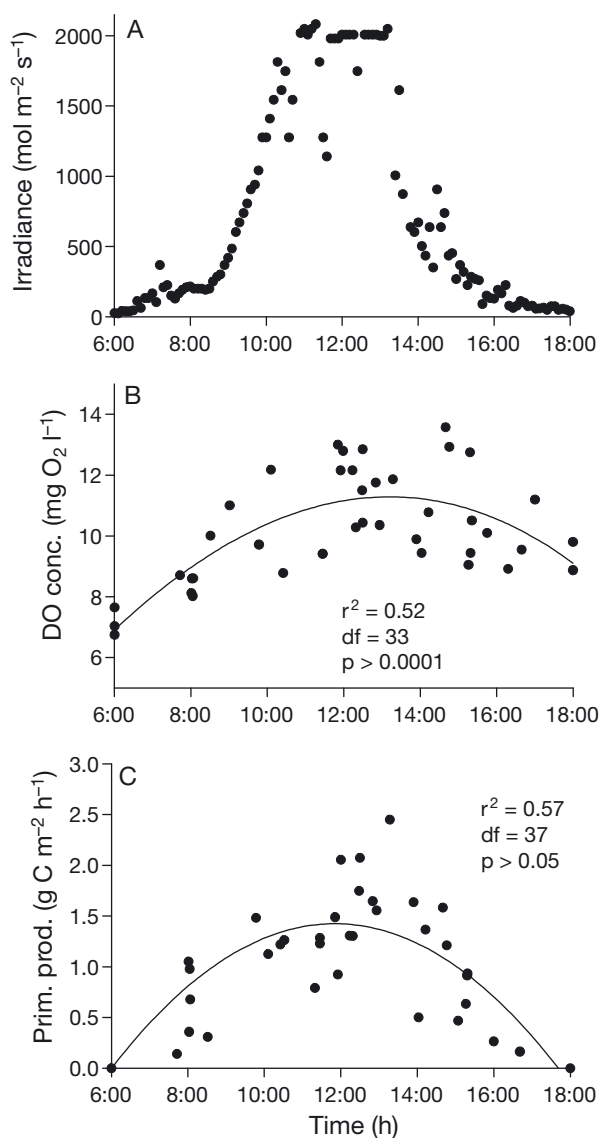 A
Irradiance (mol m⁻² s⁻¹)
2000
1500
1000
500
0
6:00 8:00 10:00 12:00 14:00 16:00 18:00
B
DO conc. (mg O₂ l⁻¹)
14
12
10
8
6
r² = 0.52
df = 33
p > 0.0001
6:00 8:00 10:00 12:00 14:00 16:00 18:00
C
Prim. prod. (g C m⁻² h⁻¹)
3.0
2.5
2.0
1.5
1.0
0.5
0.0
r² = 0.57
df = 37
p > 0.05
6:00 8:00 10:00 12:00 14:00 16:00 18:00
Time (h)